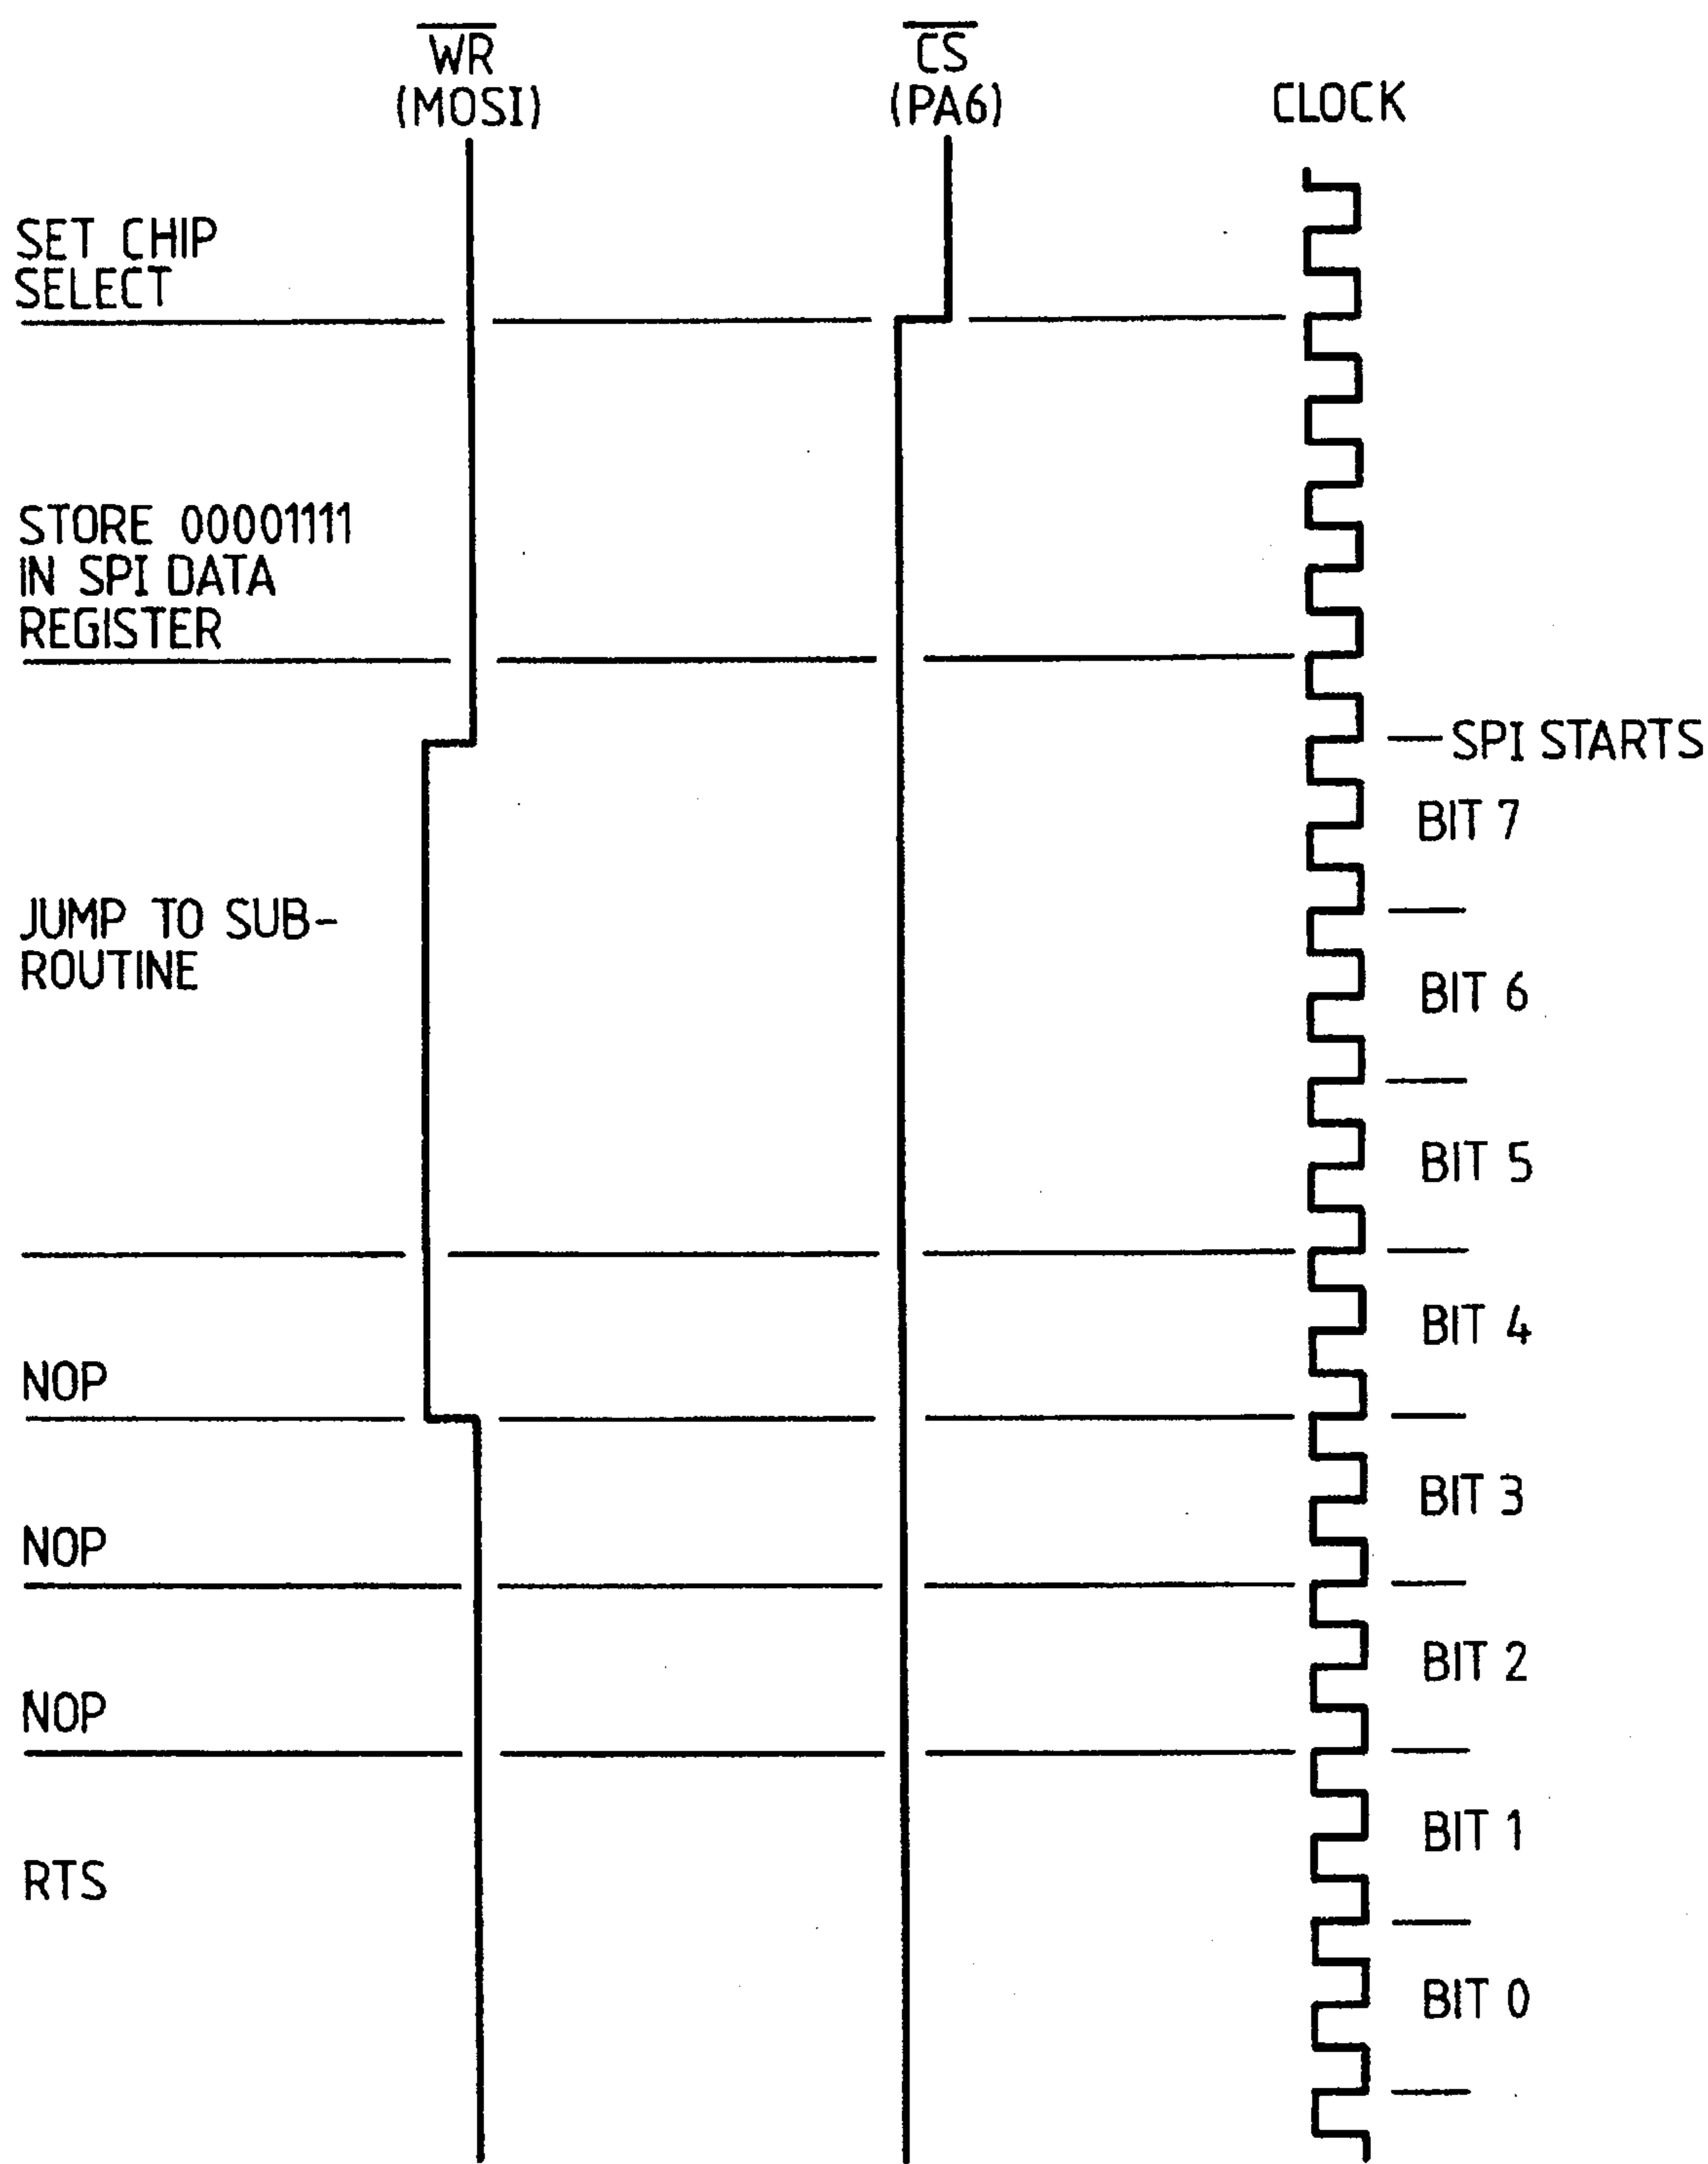 WR
(MOSI)
CS
(PA6)
CLOCK
SET CHIP
SELECT
STORE 00001111
IN SPI DATA
REGISTER
SPI STARTS
BIT 7
JUMP TO SUB-
ROUTINE
BIT 6
BIT 5
BIT 4
NOP
BIT 3
NOP
BIT 2
NOP
BIT 1
RTS
BIT 0